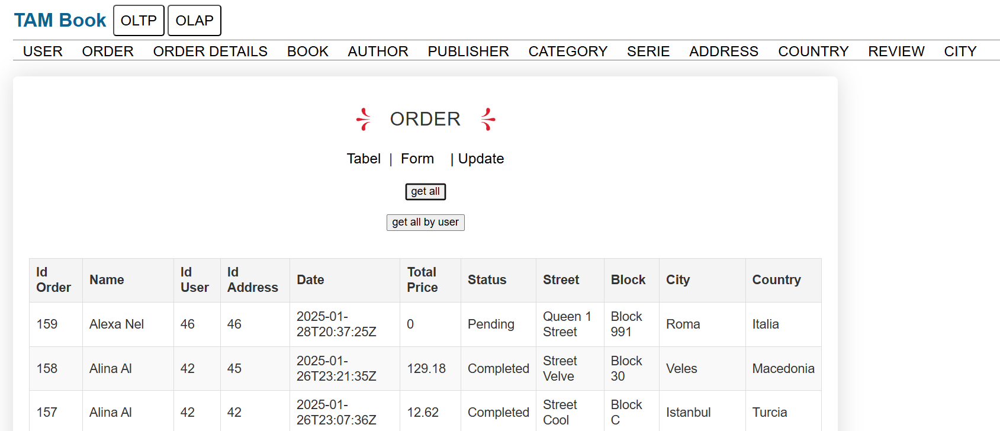 TAM Book OLTP OLAP
USER ORDER ORDER DETAILS BOOK AUTHOR PUBLISHER CATEGORY SERIE ADDRESS COUNTRY REVIEW CITY
ORDER
Tabel | Form | Update
get all
get all by user
Id Order Name Id User Id Address Date Total Price Status Street Block City Country
159 Alexa Nel 46 46 2025-01-28T20:37:25Z 0 Pending Queen 1 Street Block 991 Roma Italia
158 Alina Al 42 45 2025-01-26T23:21:35Z 129.18 Completed Street Velve Block 30 Veles Macedonia
157 Alina Al 42 42 2025-01-26T23:07:36Z 12.62 Completed Street Cool Block C Istanbul Turcia